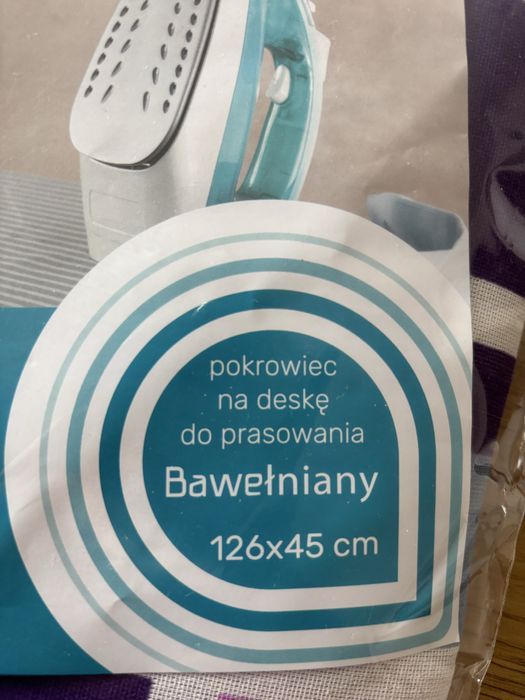 pokrowiec
na deskę
do prasowania
Bawełniany
126x45 cm